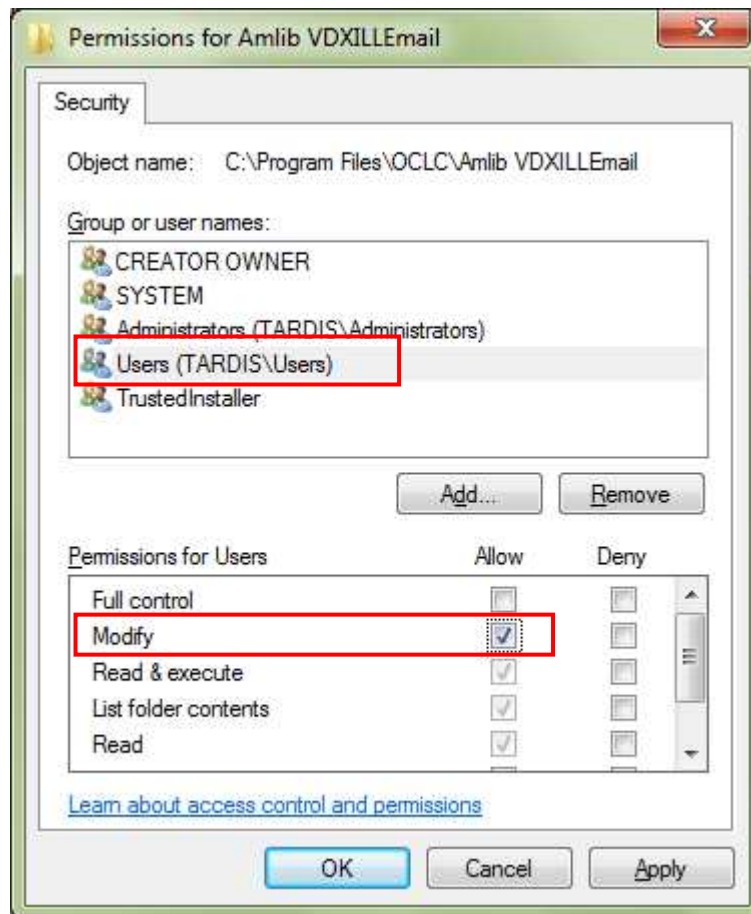 Permissions for Amlib VDXILLEmail
Security
Object name: C:\Program Files\OCLC\Amlib VDXILLEmail
Group or user names:
CREATOR OWNER
SYSTEM
Administrators (TARDIS\Administrators)
Users (TARDIS\Users)
TrustedInstaller
Add... Remove
Permissions for Users Allow Deny
Full control
Modify
Read & execute
List folder contents
Read
Learn about access control and permissions
OK Cancel Apply